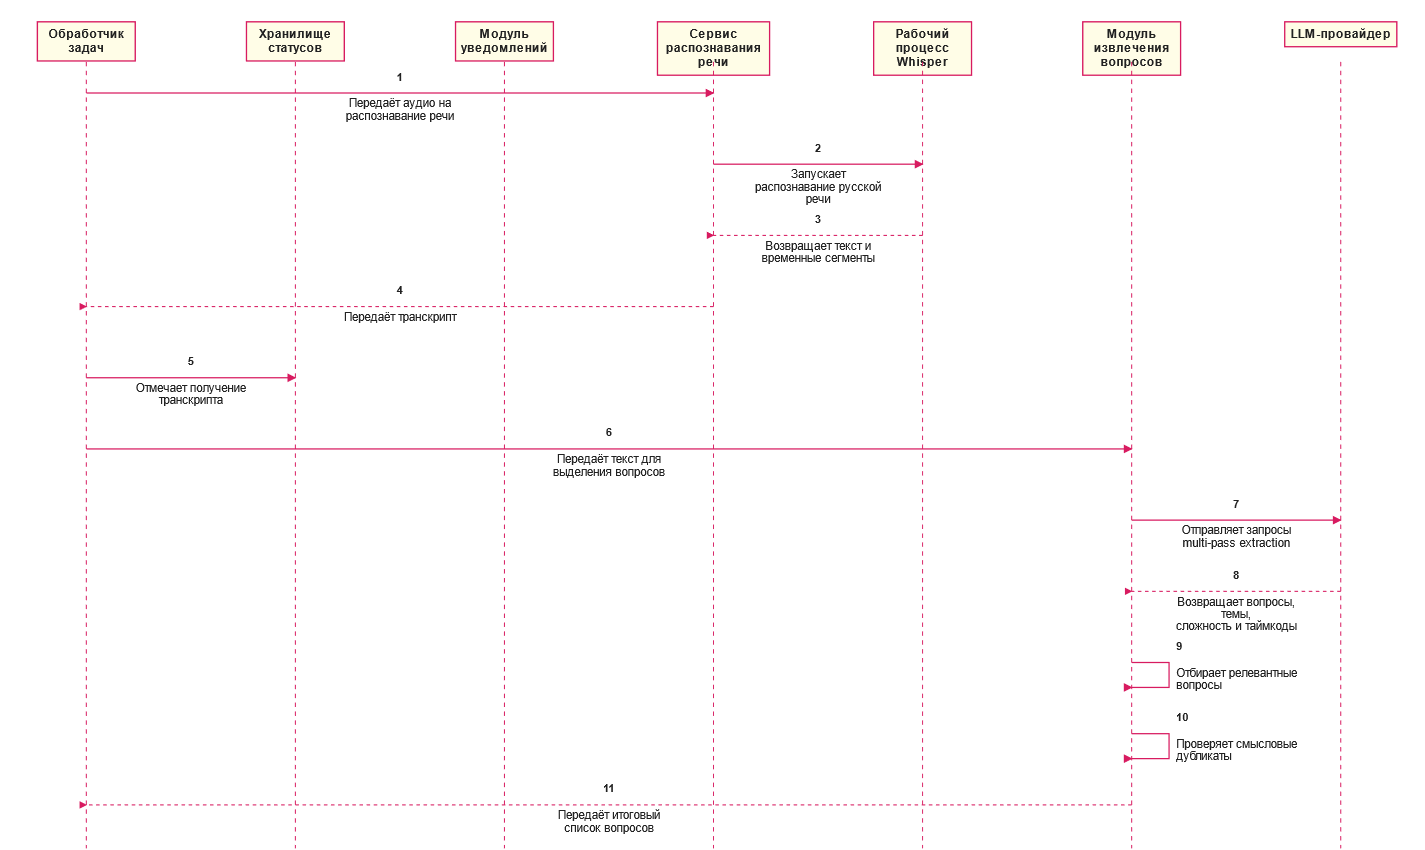 Обработчик
задач
Хранилище
статусов
Модуль
уведомлений
Сервис
распознавания
речи
Рабочий
процесс
Whisper
Модуль
извлечения
вопросов
LLM-провайдер
1
Передаёт аудио на
распознавание речи
2
Запускает
распознавание русской
речи
3
Возвращает текст и
временные сегменты
4
Передаёт транскрипт
5
Отмечает получение
транскрипта
6
Передаёт текст для
выделения вопросов
7
Отправляет запросы
multi-pass extraction
8
Возвращает вопросы,
темы,
сложность и таймкоды
9
Отбирает релевантные
вопросы
10
Проверяет смысловые
дубликаты
11
Передаёт итоговый
список вопросов